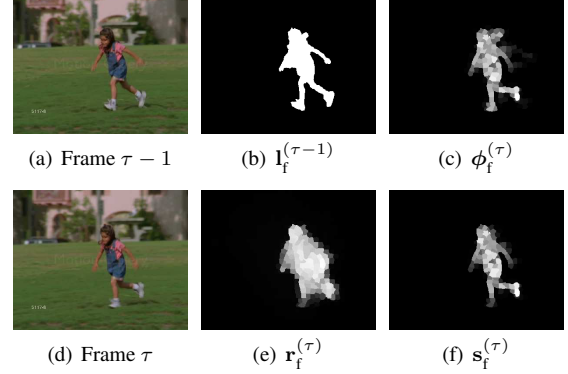 (a) Frame τ − 1
(b) l_f^(τ−1)
(c) ϕ_f^(τ)
(d) Frame τ
(e) r_f^(τ)
(f) s_f^(τ)